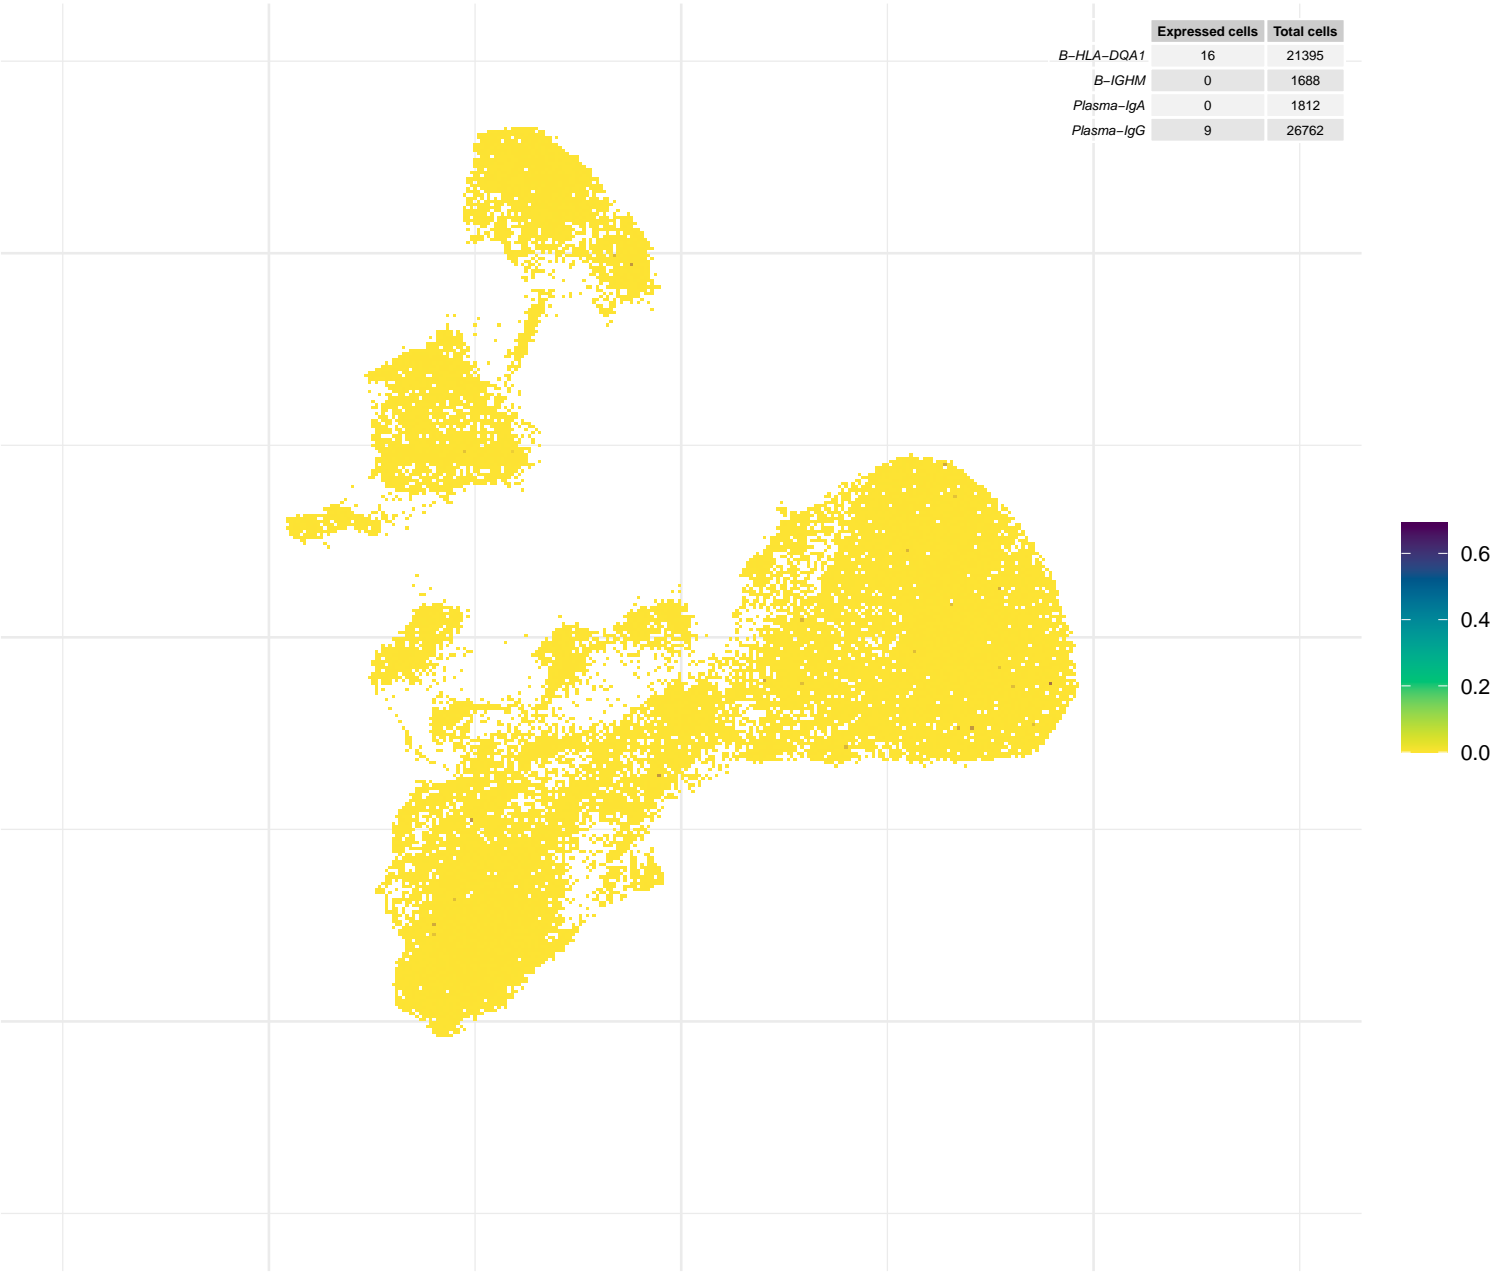 Expressed cells Total cells
B−HLA−DQA1 16 21395
B−IGHM 0 1688
Plasma−IgA 0 1812
Plasma−IgG 9 26762
0.6
0.4
0.2
0.0